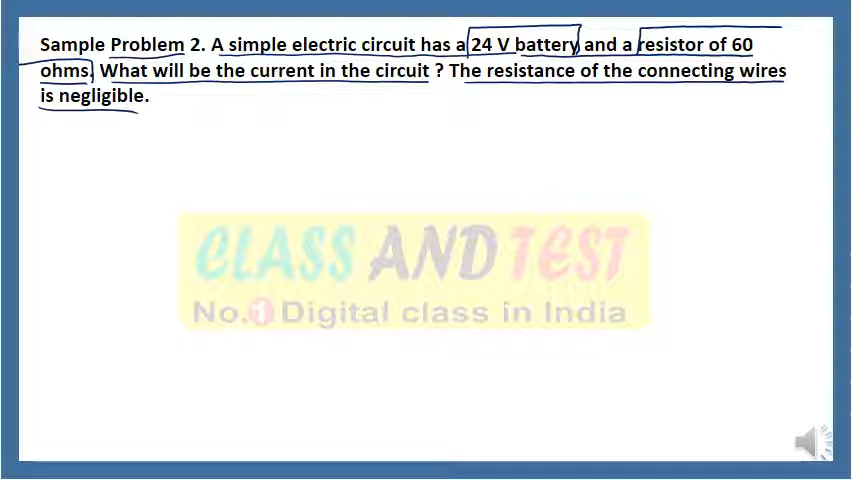 Sample Problem 2. A simple electric circuit has a 24 V battery and a resistor of 60
ohms. What will be the current in the circuit ? The resistance of the connecting wires
is negligible.
CLASS AND TEST
No.1 Digital class in India